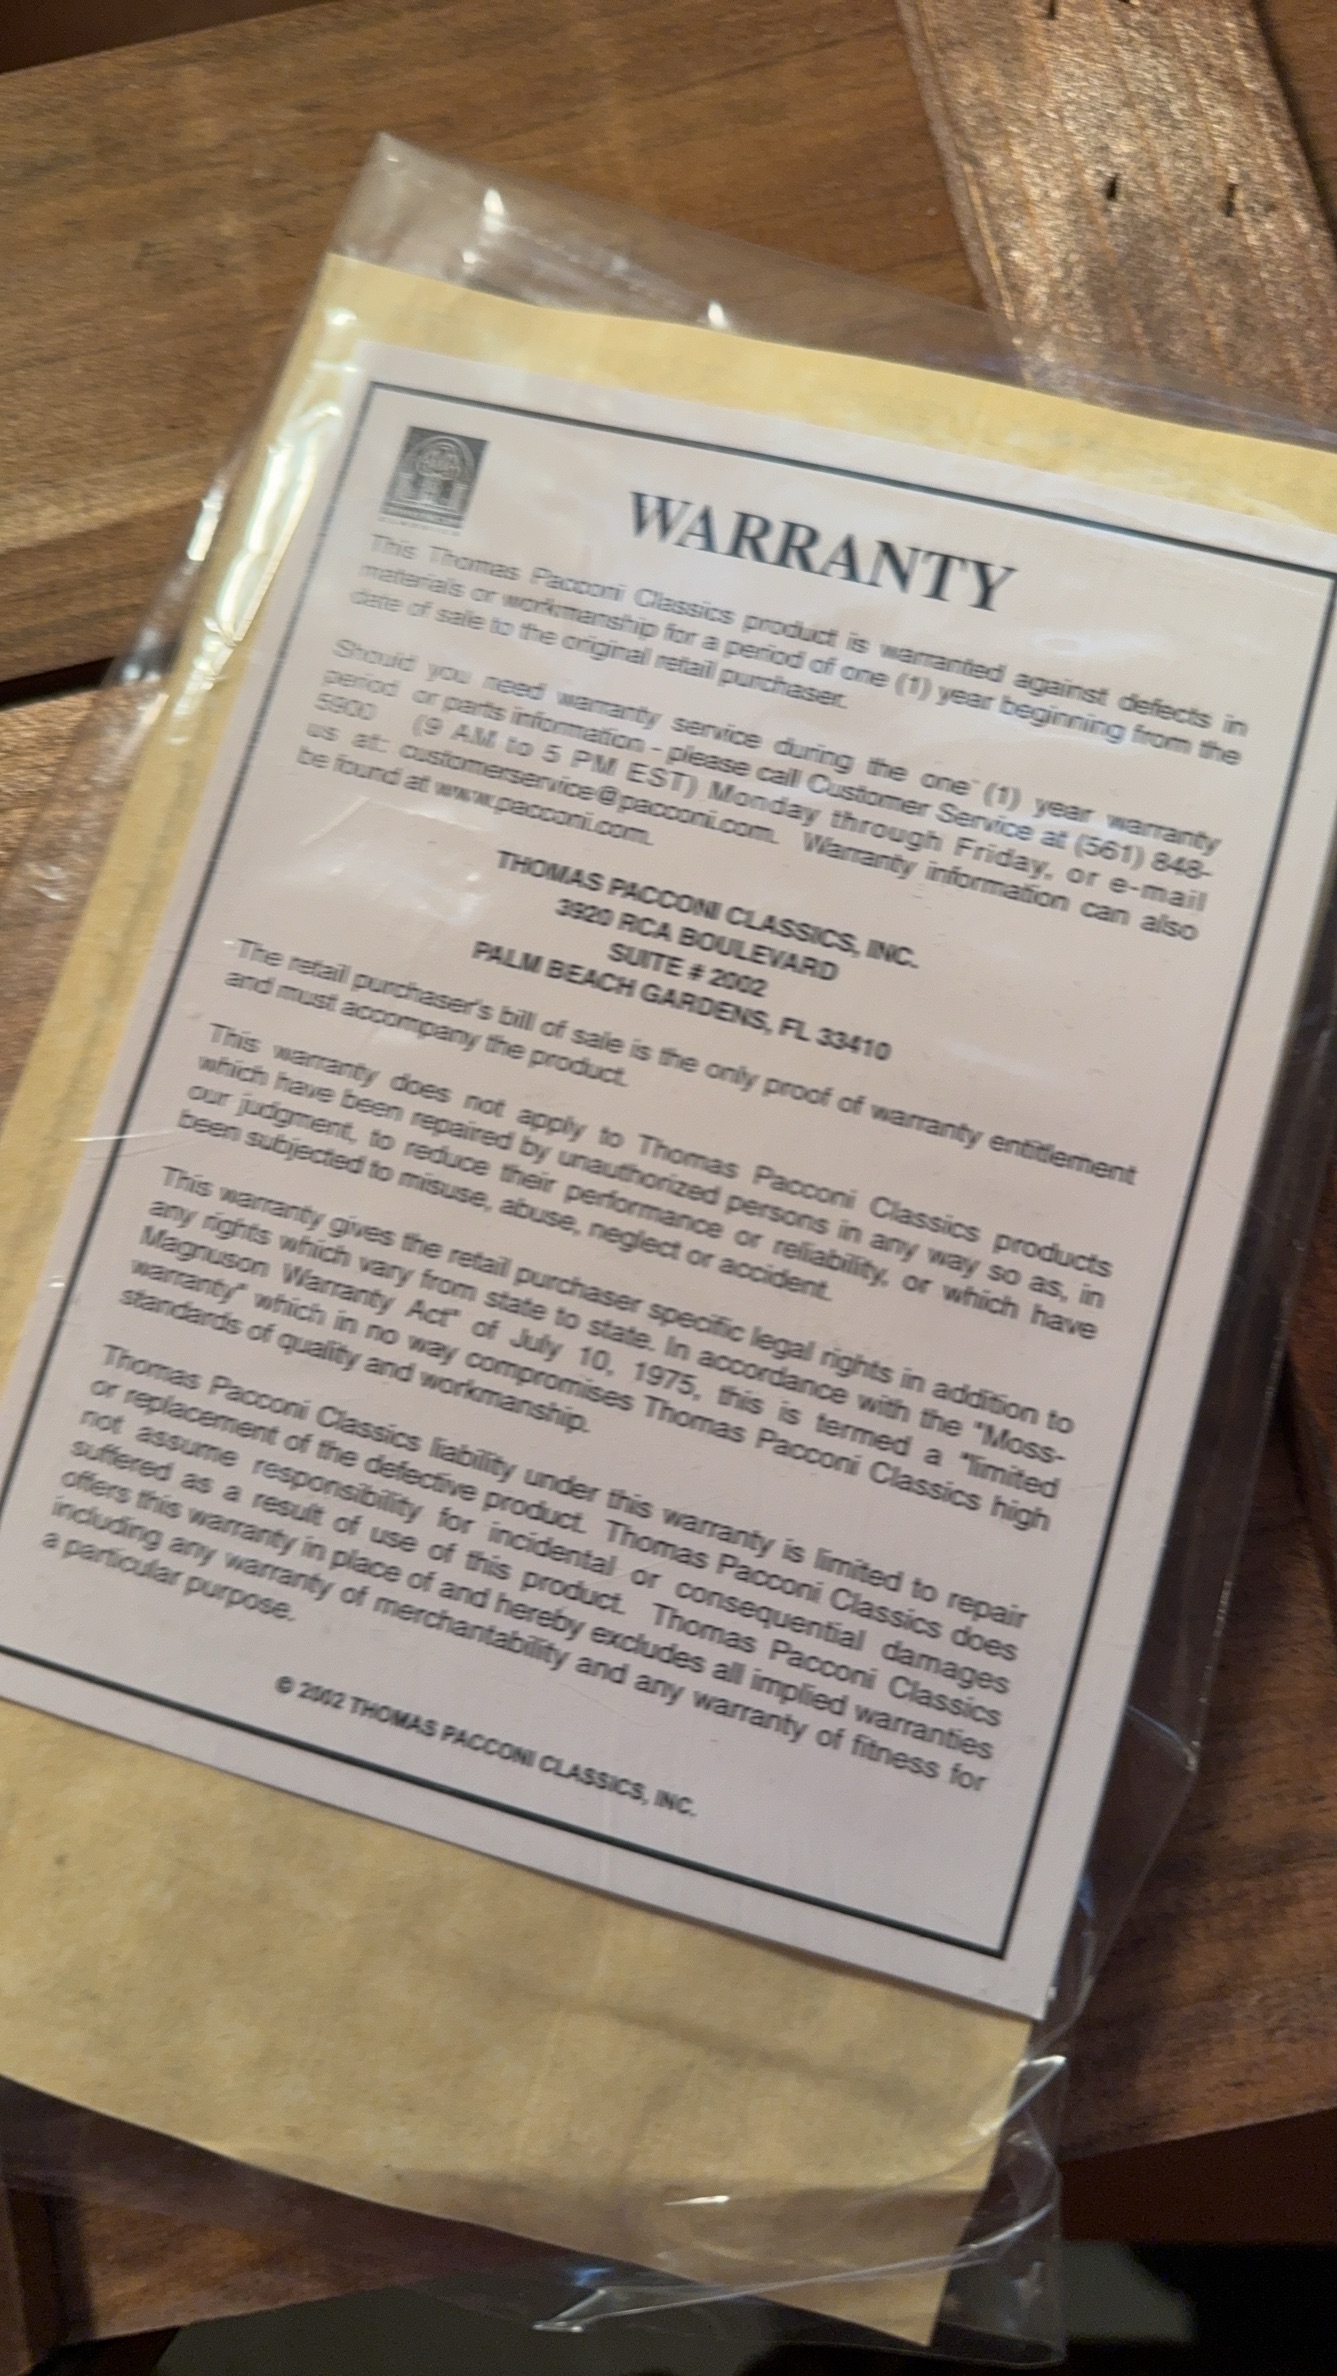 WARRANTY
This Thomas Pacconi Classics product is warranted against defects in
materials or workmanship for a period of one (1) year beginning from the
date of sale to the original retail purchaser.
Should you need warranty service during the one (1) year warranty
period or parts information - please call Customer Service at (561) 848-
5900 (9 AM to 5 PM EST) Monday through Friday, or e-mail
us at: customerservice@pacconi.com. Warranty information can also
be found at www.pacconi.com.
THOMAS PACCONI CLASSICS, INC.
3920 RCA BOULEVARD
SUITE # 2002
PALM BEACH GARDENS, FL 33410
The retail purchaser's bill of sale is the only proof of warranty entitlement
and must accompany the product.
This warranty does not apply to Thomas Pacconi Classics products
which have been repaired by unauthorized persons in any way so as, in
our judgment, to reduce their performance or reliability, or which have
been subjected to misuse, abuse, neglect or accident.
This warranty gives the retail purchaser specific legal rights in addition to
any rights which vary from state to state. In accordance with the "Moss-
Magnuson Warranty Act" of July 10, 1975, this is termed a "limited
warranty" which in no way compromises Thomas Pacconi Classics high
standards of quality and workmanship.
Thomas Pacconi Classics liability under this warranty is limited to repair
or replacement of the defective product. Thomas Pacconi Classics does
not assume responsibility for incidental or consequential damages
suffered as a result of use of this product. Thomas Pacconi Classics
offers this warranty in place of and hereby excludes all implied warranties
including any warranty of merchantability and any warranty of fitness for
a particular purpose.
© 2002 THOMAS PACCONI CLASSICS, INC.